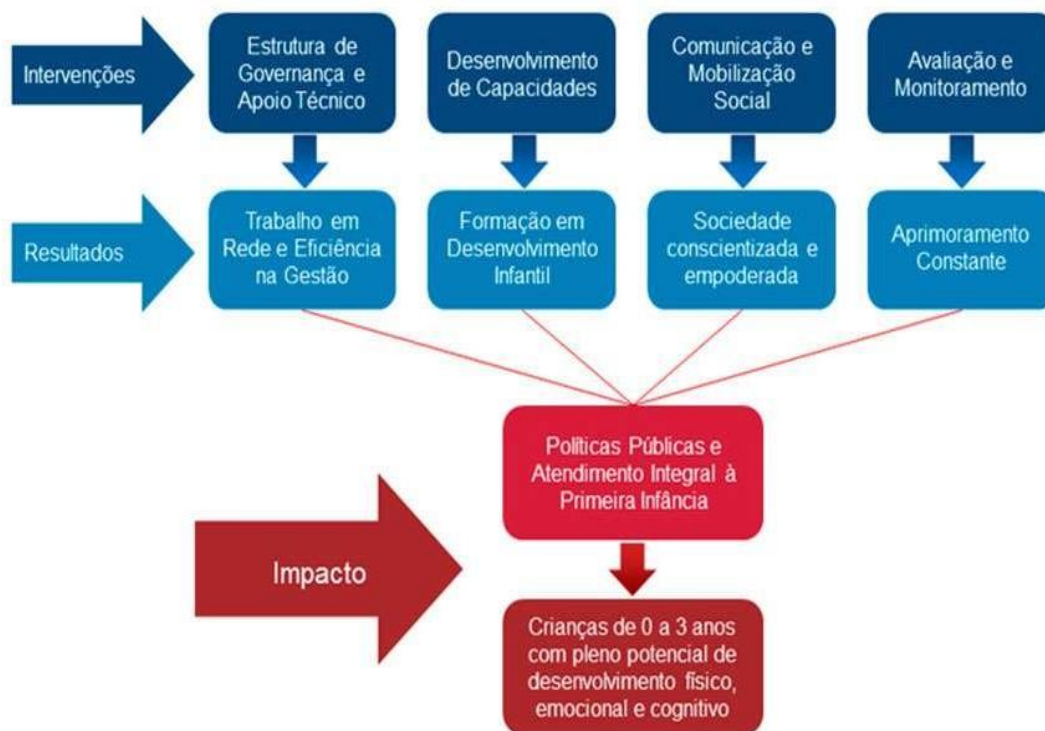 Intervenções
Estrutura de
Governança e
Apoio Técnico
Desenvolvimento
de Capacidades
Comunicação e
Mobilização
Social
Avaliação e
Monitoramento
Resultados
Trabalho em
Rede e Eficiência
na Gestão
Formação em
Desenvolvimento
Infantil
Sociedade
conscientizada e
empoderada
Aprimoramento
Constante
Políticas Públicas e
Atendimento Integral à
Primeira Infância
Impacto
Crianças de 0 a 3 anos
com pleno potencial de
desenvolvimento físico,
emocional e cognitivo